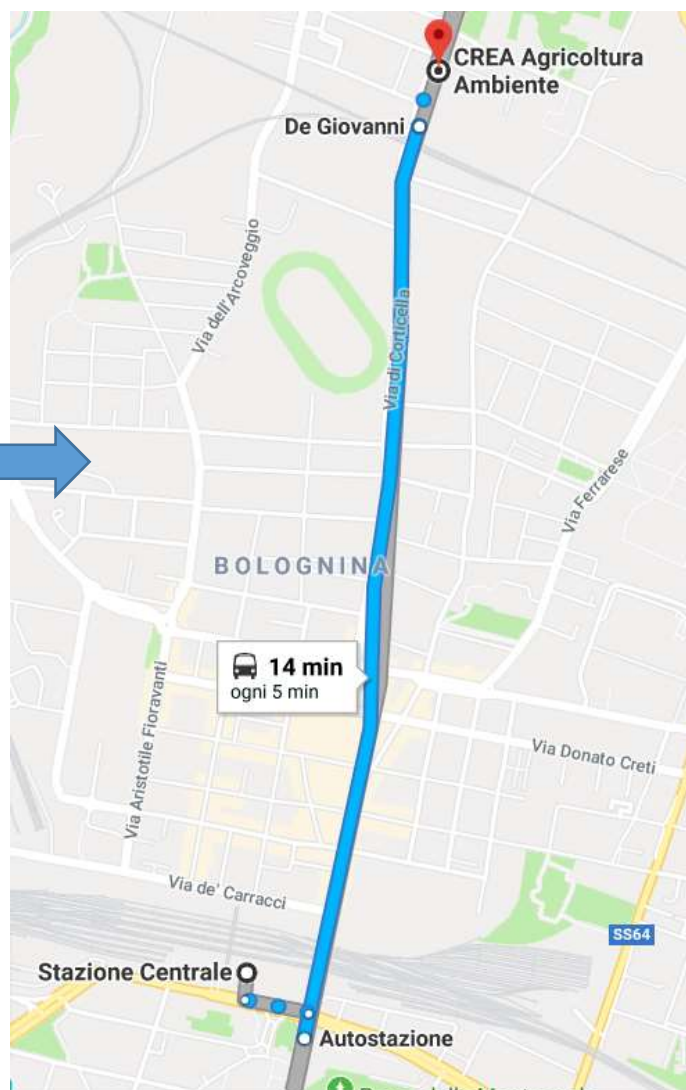 CREA Agricoltura
Ambiente
De Giovanni
Via dell'Arcoveggio
Via di Corticella
Via Ferrarese
BOLOGNINA
14 min
ogni 5 min
Via Aristotile Fioravanti
Via Donato Creti
Via de' Carracci
SS64
Stazione Centrale
Autostazione